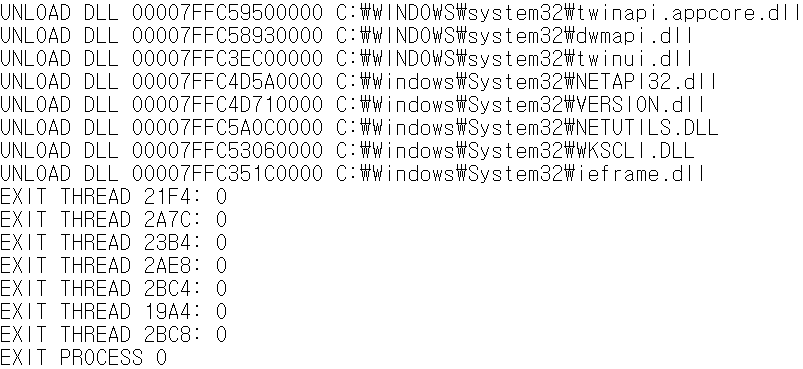 UNLOAD DLL 00007FFC59500000 C:₩WINDOWS₩system32₩twinapi.appcore.dll
UNLOAD DLL 00007FFC58930000 C:₩WINDOWS₩system32₩dwmapi.dll
UNLOAD DLL 00007FFC3EC00000 C:₩WINDOWS₩system32₩twinui.dll
UNLOAD DLL 00007FFC4D5A0000 C:₩Windows₩System32₩NETAPI32.dll
UNLOAD DLL 00007FFC4D710000 C:₩Windows₩System32₩VERSION.dll
UNLOAD DLL 00007FFC5A0C0000 C:₩Windows₩System32₩NETUTILS.DLL
UNLOAD DLL 00007FFC53060000 C:₩Windows₩System32₩WKSCLI.DLL
UNLOAD DLL 00007FFC351C0000 C:₩Windows₩System32₩ieframe.dll
EXIT THREAD 21F4: 0
EXIT THREAD 2A7C: 0
EXIT THREAD 23B4: 0
EXIT THREAD 2AE8: 0
EXIT THREAD 2BC4: 0
EXIT THREAD 19A4: 0
EXIT THREAD 2BC8: 0
EXIT PROCESS 0